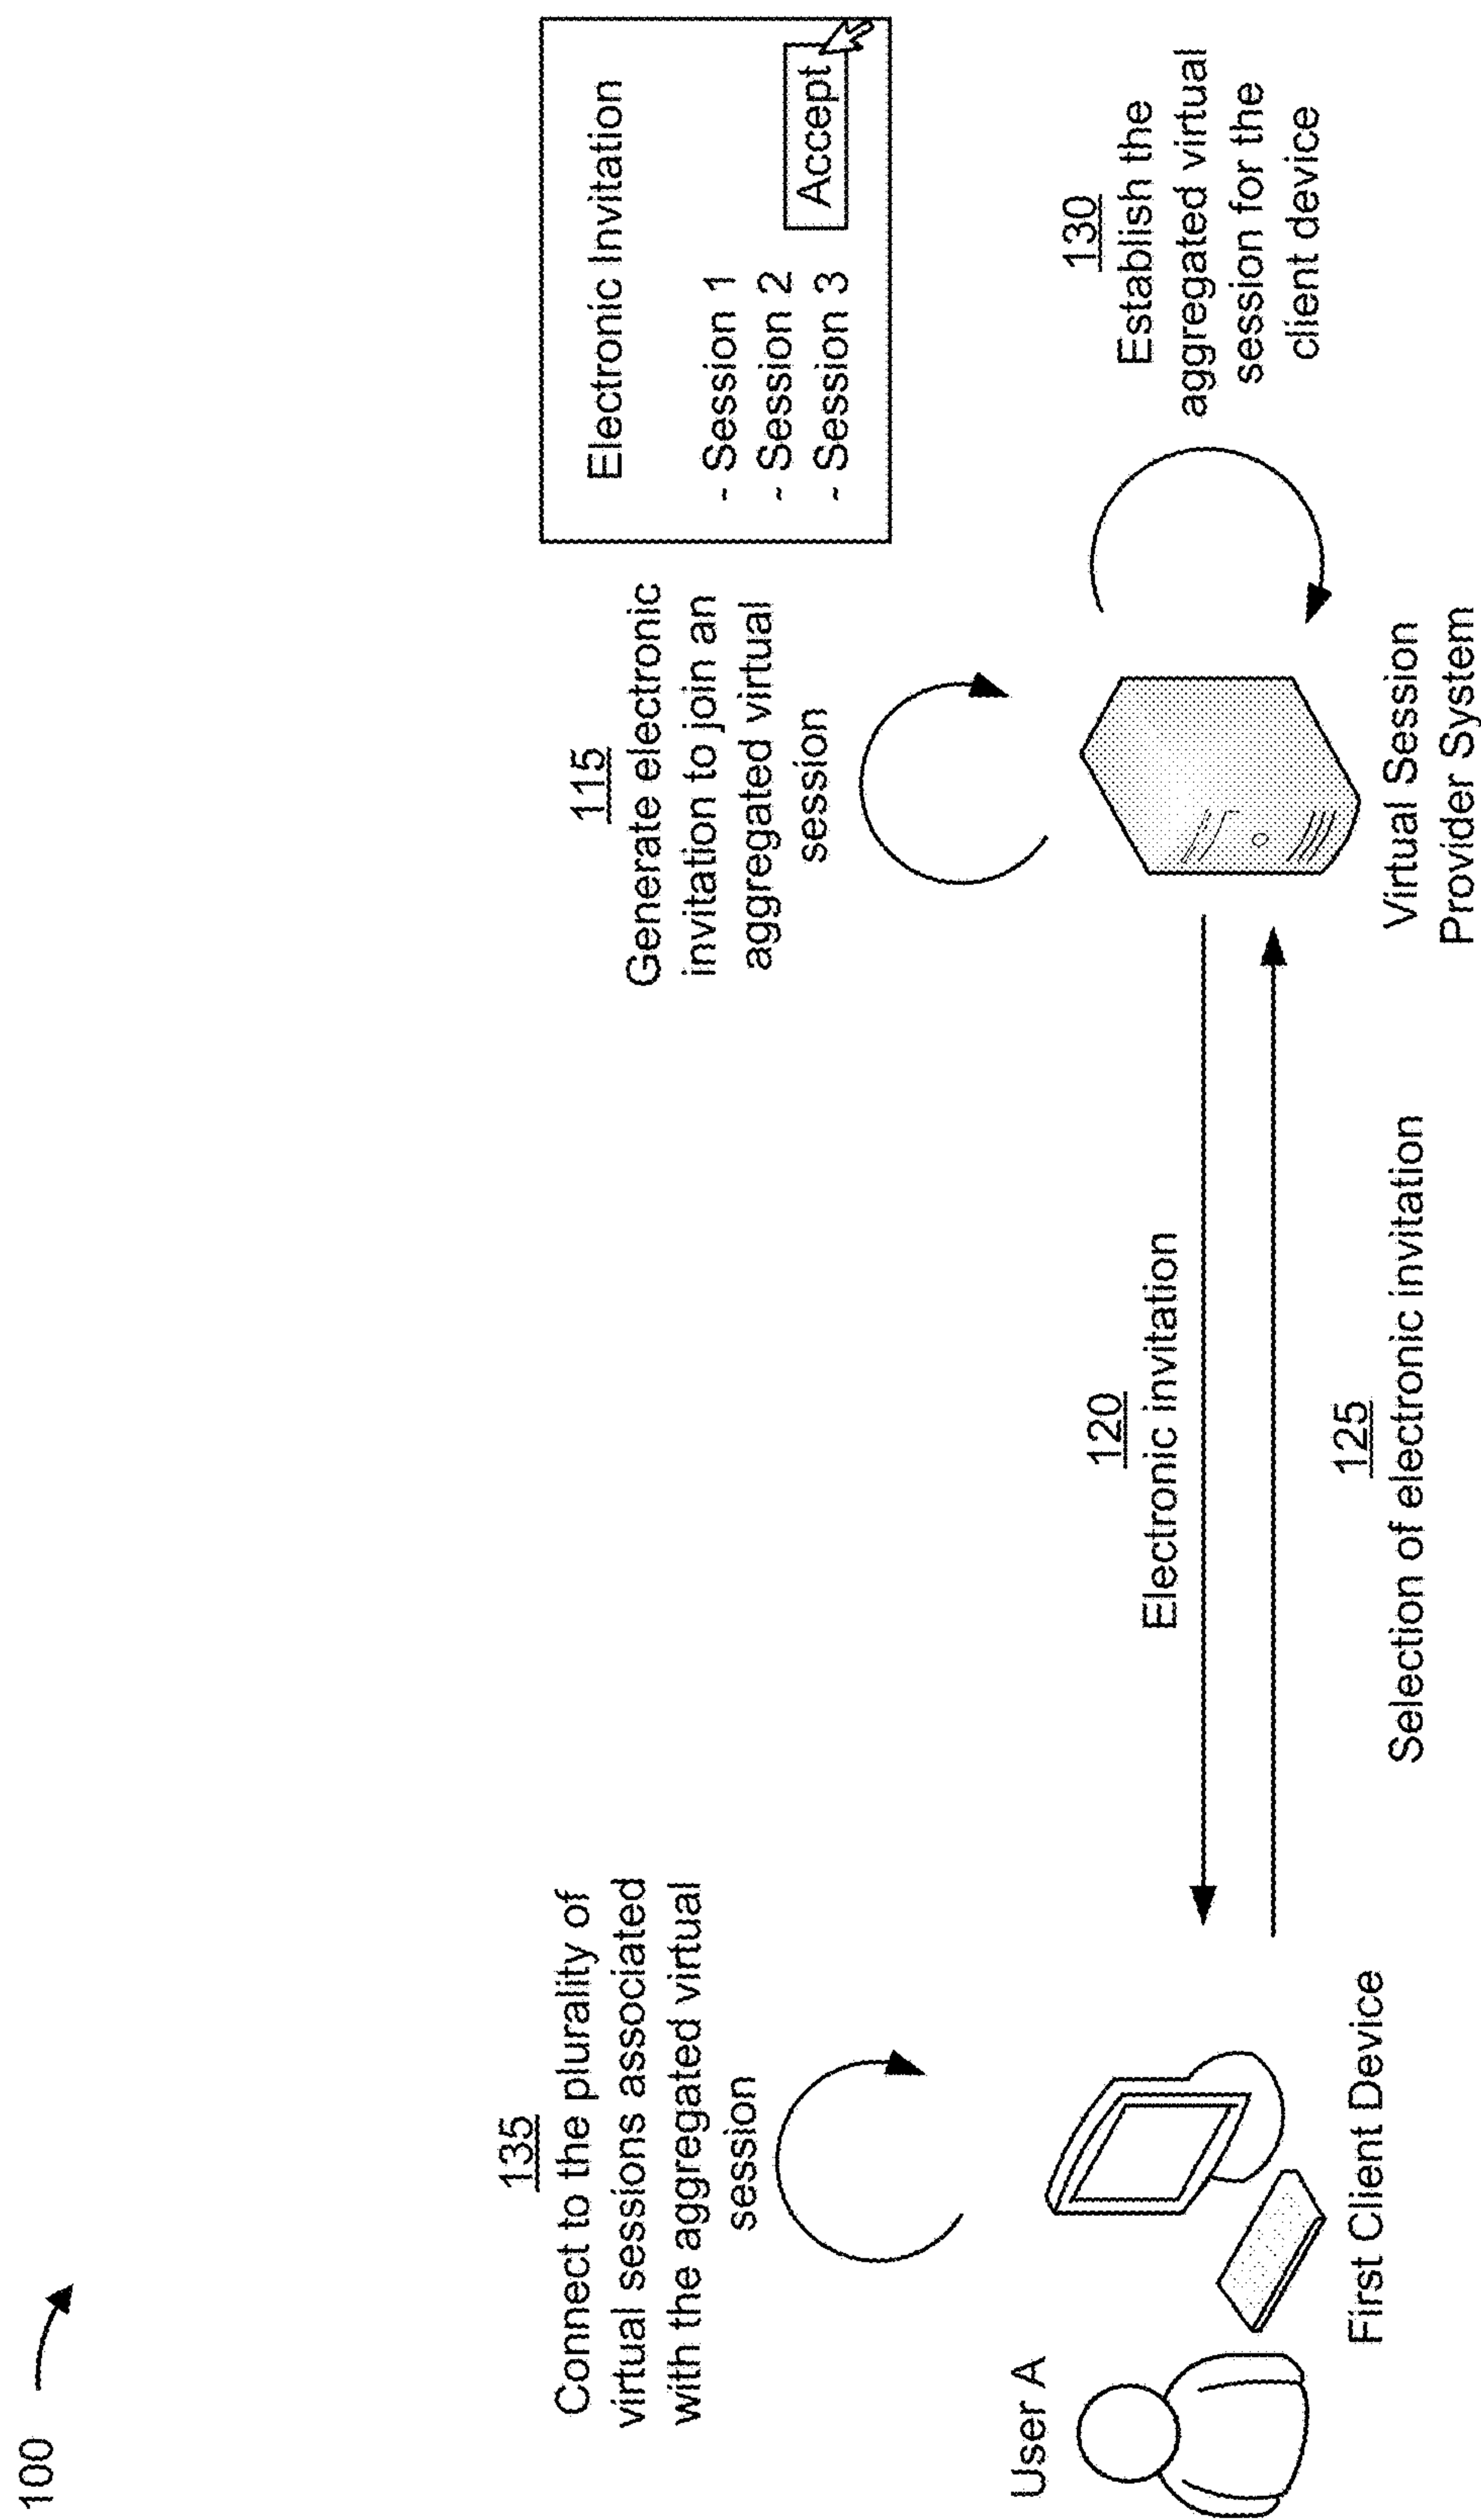 100
135
Connect to the plurality of
virtual sessions associated
with the aggregated virtual
session
115
Generate electronic
invitation to join an
aggregated virtual
session
Electronic Invitation
- Session 1
- Session 2
- Session 3
Accept
User A
First Client Device
120
Electronic invitation
125
Selection of electronic invitation
130
Establish the
aggregated virtual
session for the
client device
Virtual Session
Provider System